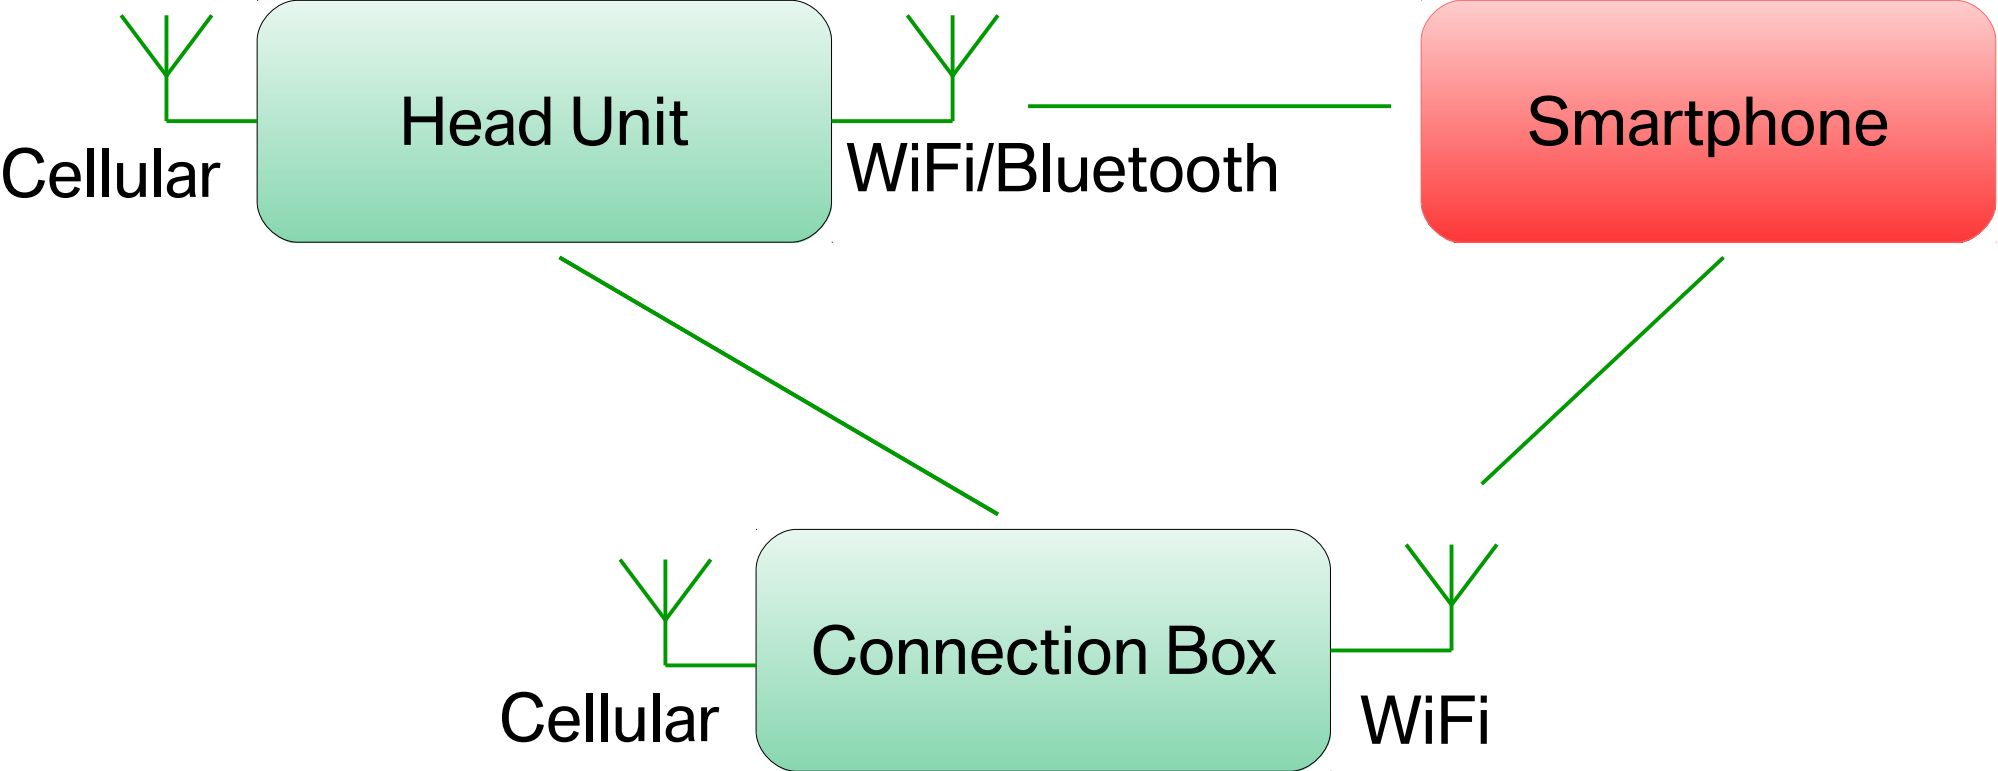 Head Unit
Smartphone
Cellular
WiFi/Bluetooth
Connection Box
Cellular
WiFi